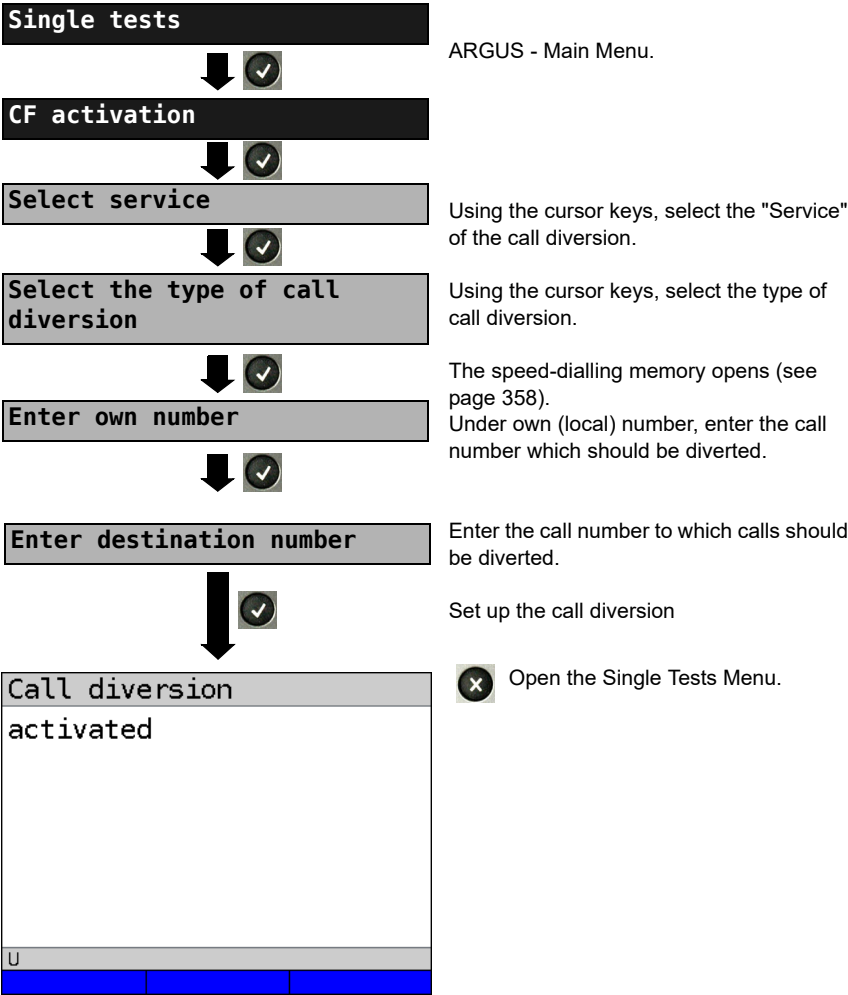 Single tests
ARGUS - Main Menu.
CF activation
Select service
Using the cursor keys, select the "Service"
of the call diversion.
Select the type of call
diversion
Using the cursor keys, select the type of
call diversion.
The speed-dialling memory opens (see
page 358).
Enter own number
Under own (local) number, enter the call
number which should be diverted.
Enter destination number
Enter the call number to which calls should
be diverted.
Set up the call diversion
Call diversion
Open the Single Tests Menu.
activated
U